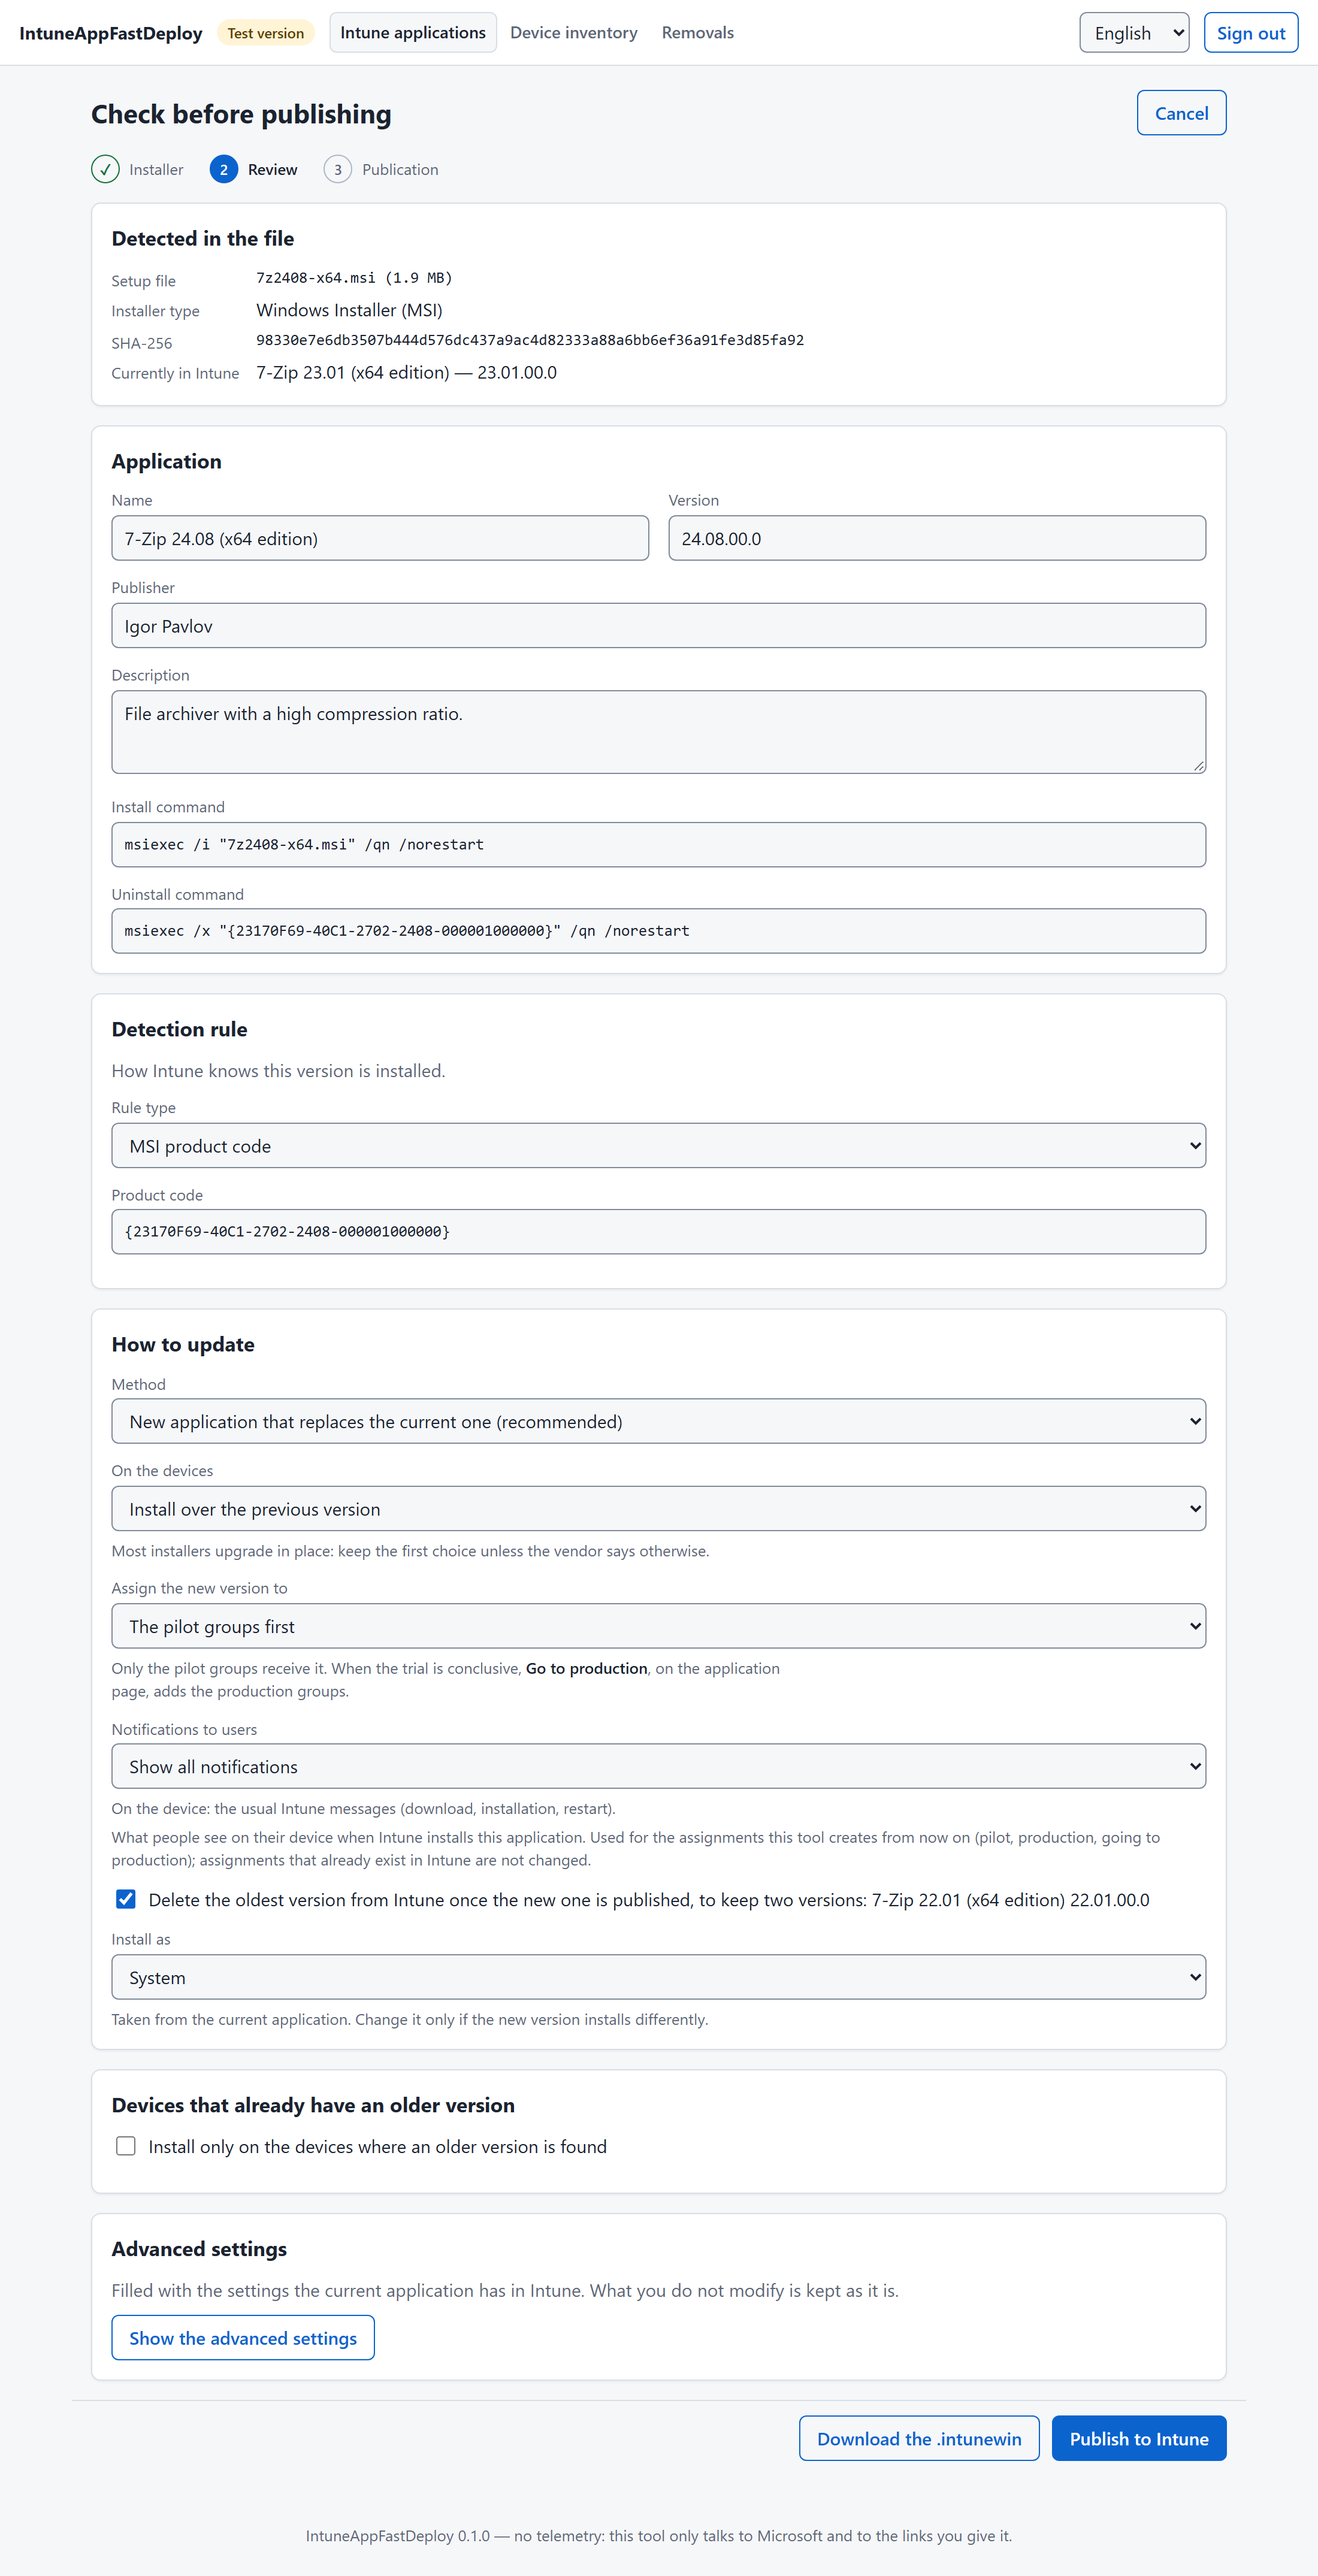 IntuneAppFastDeploy Test version Intune applications Device inventory Removals English Sign out
Check before publishing Cancel
✓ Installer 2 Review 3 Publication
Detected in the file
Setup file 7z2408-x64.msi (1.9 MB)
Installer type Windows Installer (MSI)
SHA-256 98330e7e6db3507b444d576dc437a9ac4d82333a88a6bb6ef36a91fe3d85fa92
Currently in Intune 7-Zip 23.01 (x64 edition) — 23.01.00.0
Application
Name Version
7-Zip 24.08 (x64 edition) 24.08.00.0
Publisher
Igor Pavlov
Description
File archiver with a high compression ratio.
Install command
msiexec /i "7z2408-x64.msi" /qn /norestart
Uninstall command
msiexec /x "{23170F69-40C1-2702-2408-000001000000}" /qn /norestart
Detection rule
How Intune knows this version is installed.
Rule type
MSI product code
Product code
{23170F69-40C1-2702-2408-000001000000}
How to update
Method
New application that replaces the current one (recommended)
On the devices
Install over the previous version
Most installers upgrade in place: keep the first choice unless the vendor says otherwise.
Assign the new version to
The pilot groups first
Only the pilot groups receive it. When the trial is conclusive, Go to production, on the application
page, adds the production groups.
Notifications to users
Show all notifications
On the device: the usual Intune messages (download, installation, restart).
What people see on their device when Intune installs this application. Used for the assignments this tool creates from now on (pilot, production, going to
production); assignments that already exist in Intune are not changed.
Delete the oldest version from Intune once the new one is published, to keep two versions: 7-Zip 22.01 (x64 edition) 22.01.00.0
Install as
System
Taken from the current application. Change it only if the new version installs differently.
Devices that already have an older version
Install only on the devices where an older version is found
Advanced settings
Filled with the settings the current application has in Intune. What you do not modify is kept as it is.
Show the advanced settings
Download the .intunewin Publish to Intune
IntuneAppFastDeploy 0.1.0 — no telemetry: this tool only talks to Microsoft and to the links you give it.